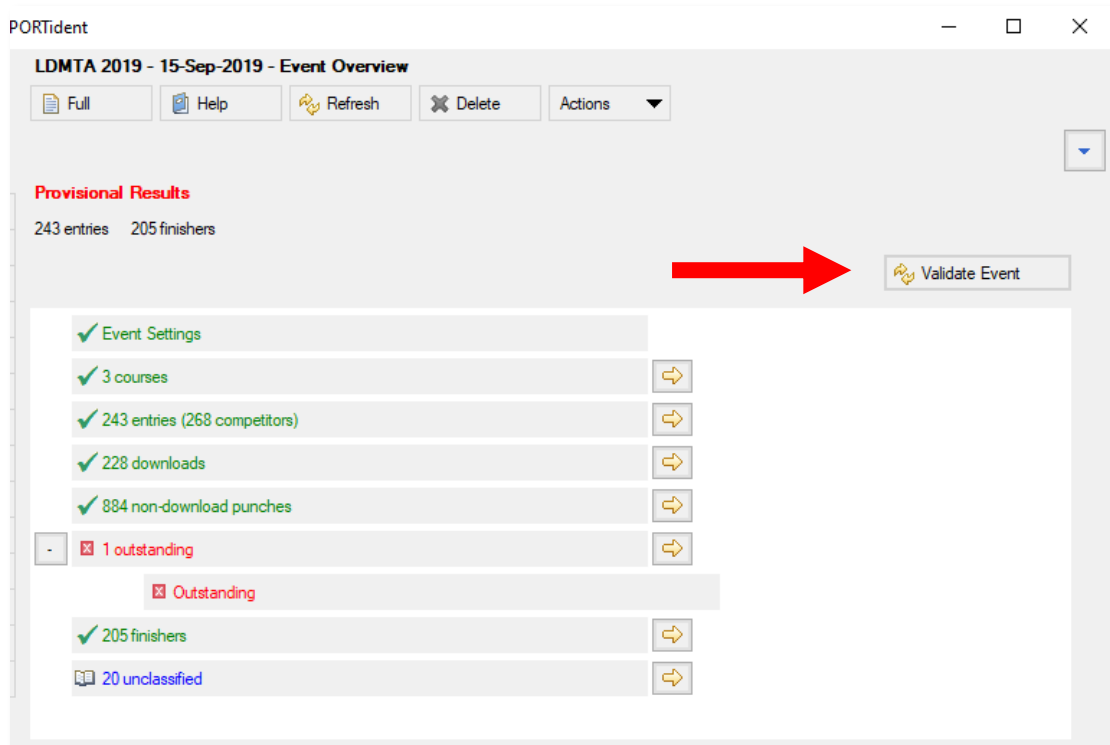 PORTident
LDMTA 2019 - 15-Sep-2019 - Event Overview
Full Help Refresh Delete Actions
Provisional Results
243 entries 205 finishers
Validate Event
Event Settings
3 courses
243 entries (268 competitors)
228 downloads
884 non-download punches
- 1 outstanding
Outstanding
205 finishers
20 unclassified